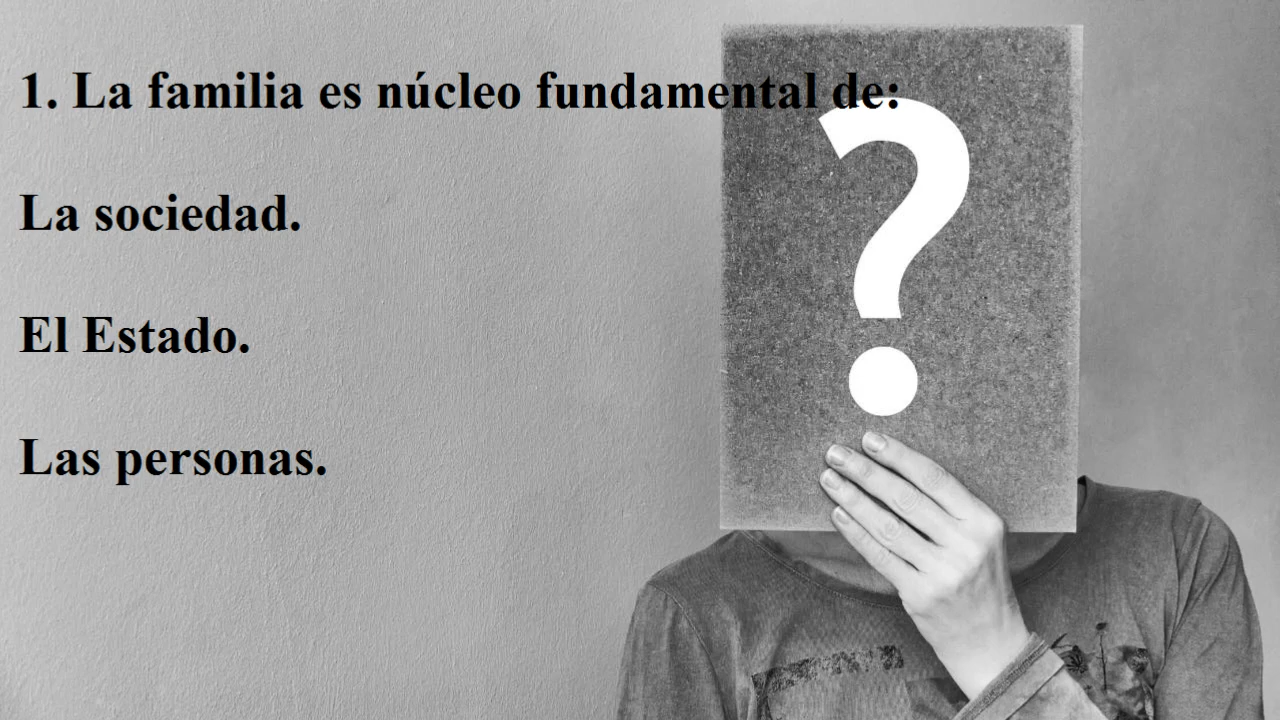 1. La familia es núcleo fundamental de:
La sociedad.
El Estado.
Las personas.
?